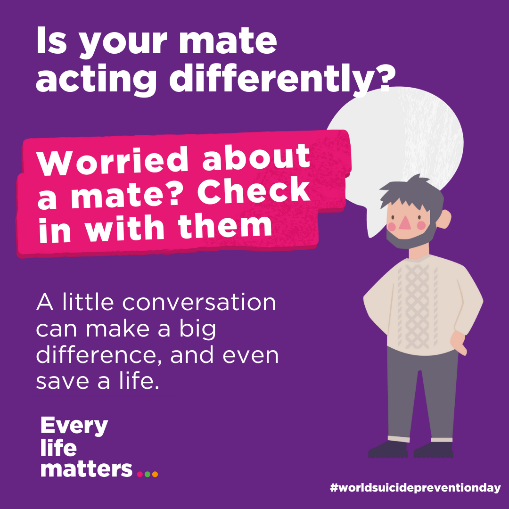 Is your mate
acting differently?
Worried about
a mate? Check
in with them
A little conversation
can make a big
difference, and even
save a life.
Every
life
matters...
#worldsuicidepreventionday